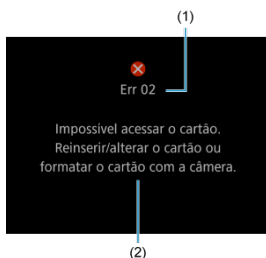 (1)
Err 02
Impossível acessar o cartão.
Reinserir/alterar o cartão ou
formatar o cartão com a câmera.
(2)